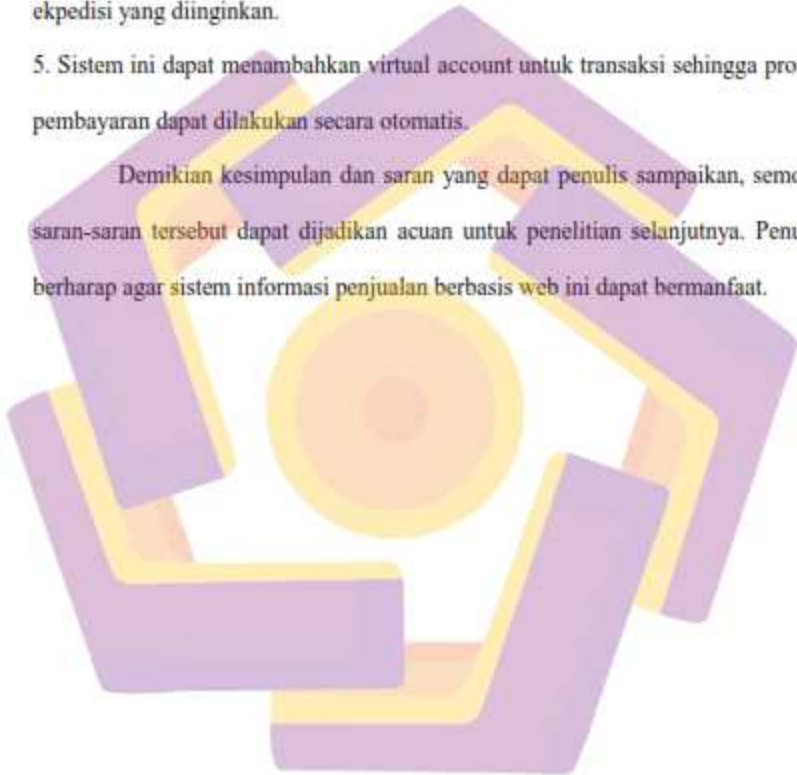 ekpedisi yang diinginkan.
5. Sistem ini dapat menambahkan virtual account untuk transaksi sehingga pro
pembayaran dapat dilakukan secara otomatis.
Demikian kesimpulan dan saran yang dapat penulis sampaikan, semo
saran-saran tersebut dapat dijadikan acuan untuk penelitian selanjutnya. Penu
berharap agar sistem informasi penjualan berbasis web ini dapat bermanfaat.